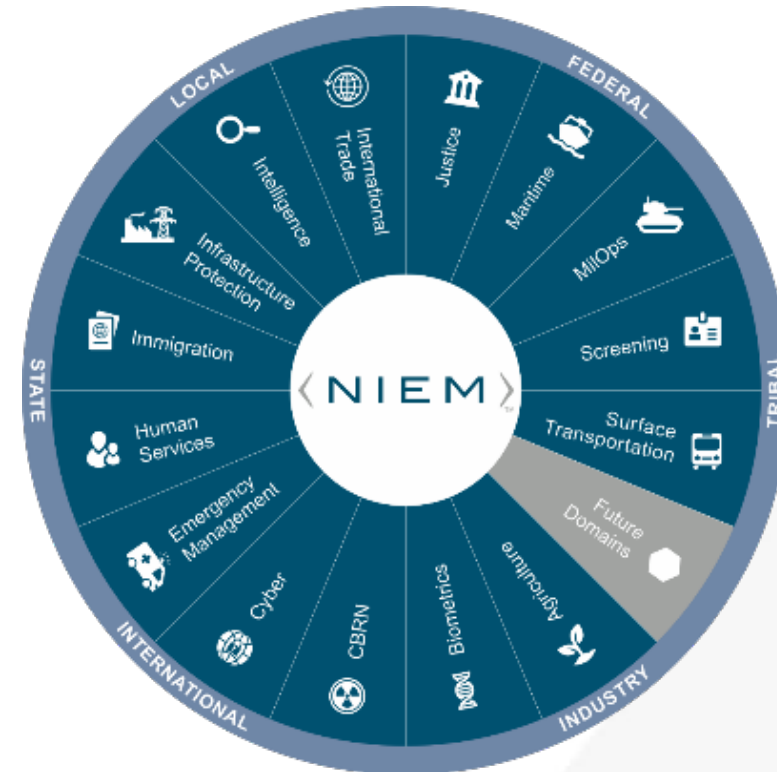 LOCAL
FEDERAL
TRIBAL
INDUSTRY
INTERNATIONAL
STATE
International
Trade
Justice
Maritime
MilOps
Screening
Surface
Transportation
Future
Domains
Agriculture
Biometrics
CBRN
Cyber
Emergency
Management
Human
Services
Immigration
Infrastructure
Protection
Intelligence
NIEM